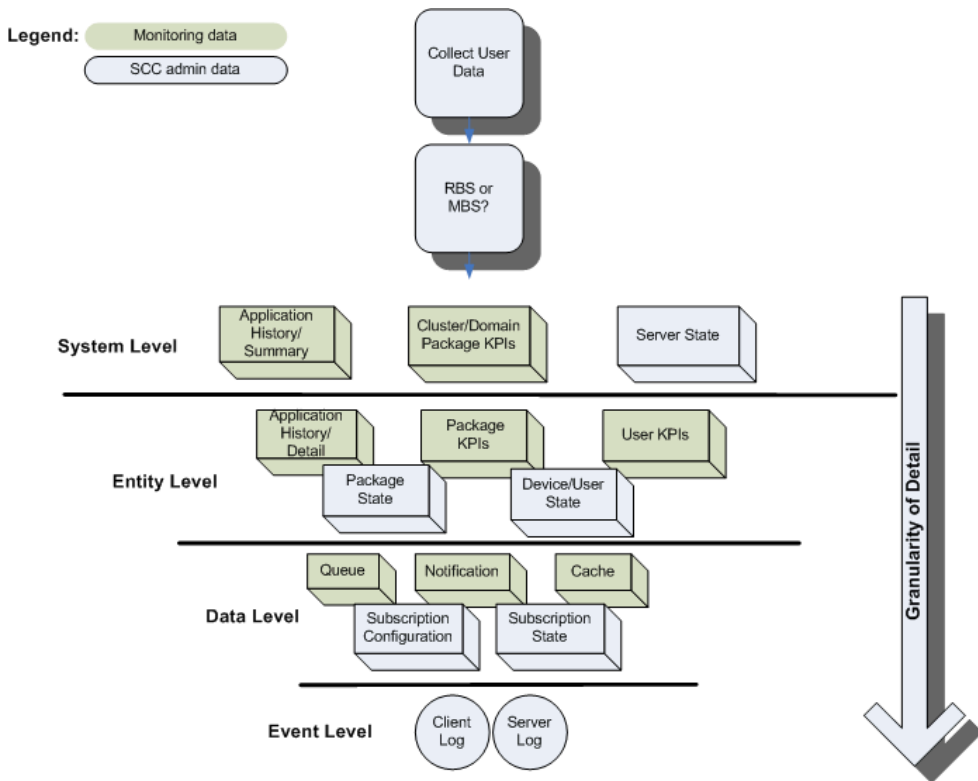 Legend:
Monitoring data
SCC admin data
Collect User
Data
RBS or
MBS?
System Level
Application
History/
Summary
Cluster/Domain
Package KPIs
Server State
Entity Level
Application
History/
Detail
Package
KPIs
User KPIs
Package
State
Device/User
State
Data Level
Queue
Notification
Cache
Subscription
Configuration
Subscription
State
Event Level
Client
Log
Server
Log
Granularity of Detail